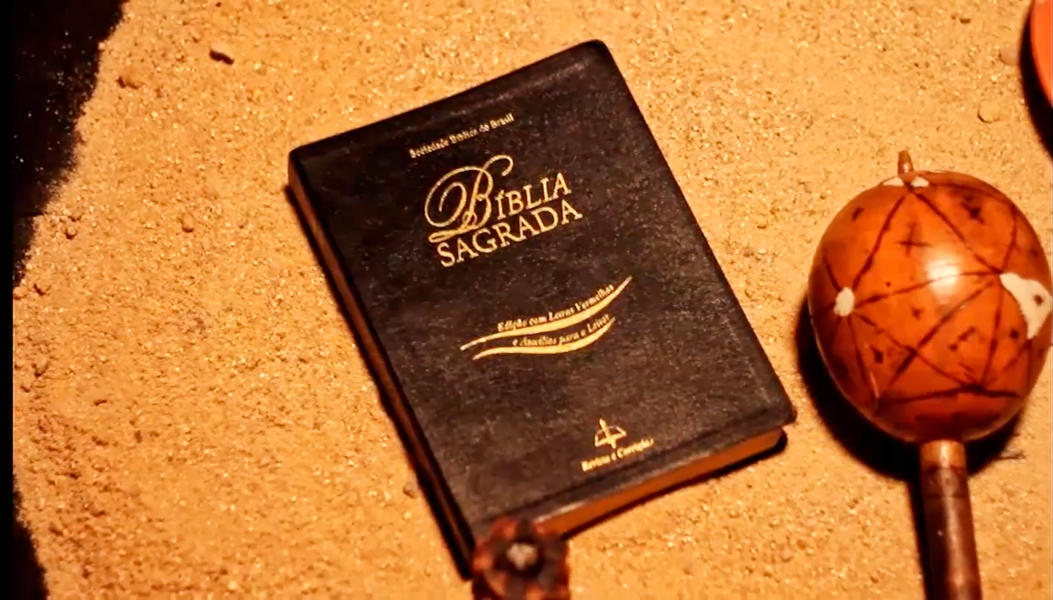 Sociedade Bíblica do Brasil
BÍBLIA
SAGRADA
Edição com Letras Vermelhas
e Auxílios para o Leitor
Revista e Corrigida